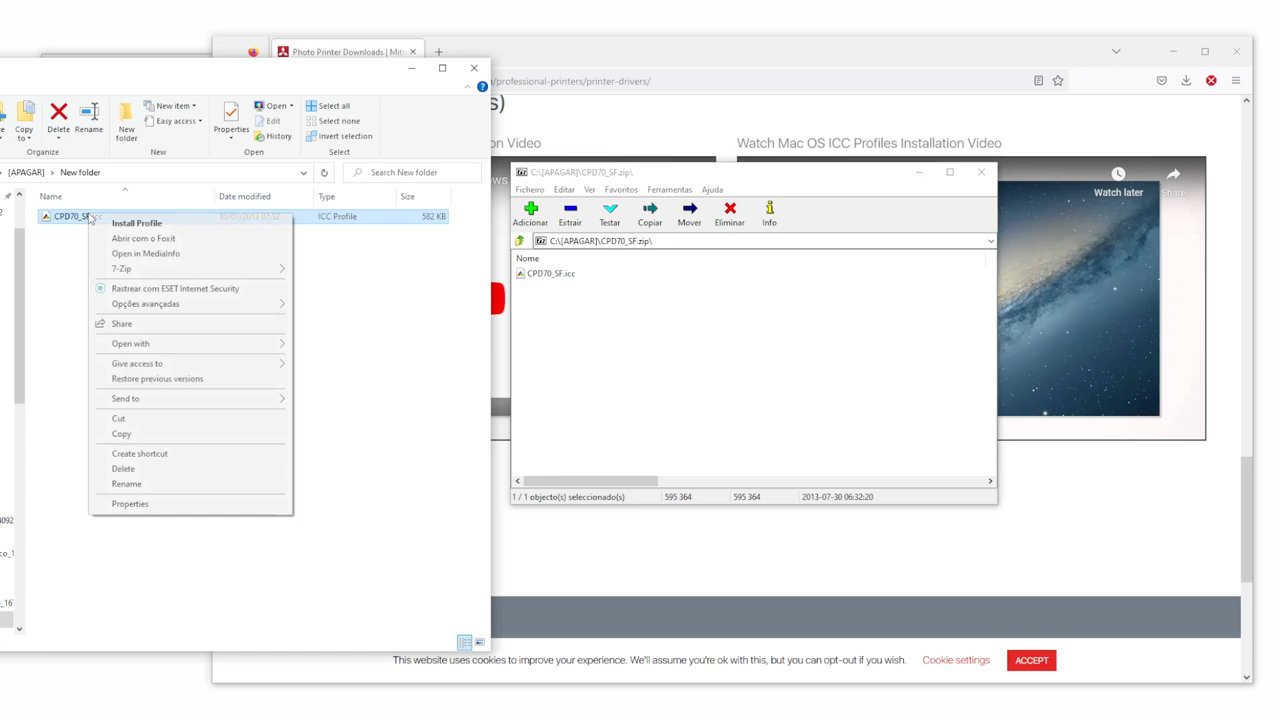 Photo Printer Downloads | Mits
/professional-printers/printer-drivers/
Copy
to
Delete
Rename
New
folder
New item
Easy access
Properties
Open
Edit
History
Select all
Select none
Invert selection
Organize
New
Open
Select
[APAGAR]
New folder
Search New folder
Name
Date modified
Type
Size
ICC Profile
582 KB
Install Profile
Abrir com o Foxit
Open in MediaInfo
7-Zip
Rastrear com ESET Internet Security
Opções avançadas
Share
Open with
Give access to
Restore previous versions
Send to
Cut
Copy
Create shortcut
Delete
Rename
Properties
s)
on Video
Watch Mac OS ICC Profiles Installation Video
Watch later
Share
C:\[APAGAR]\CPD70_SF.zip\
Ficheiro
Editar
Ver
Favoritos
Ferramentas
Ajuda
Adicionar
Extrair
Testar
Copiar
Mover
Eliminar
Info
C:\[APAGAR]\CPD70_SF.zip\
Nome
CPD70_SF.icc
1 / 1 objecto(s) seleccionado(s)
595 364
595 364
2013-07-30 06:32:20
This website uses cookies to improve your experience. We'll assume you're ok with this, but you can opt-out if you wish.
Cookie settings
ACCEPT